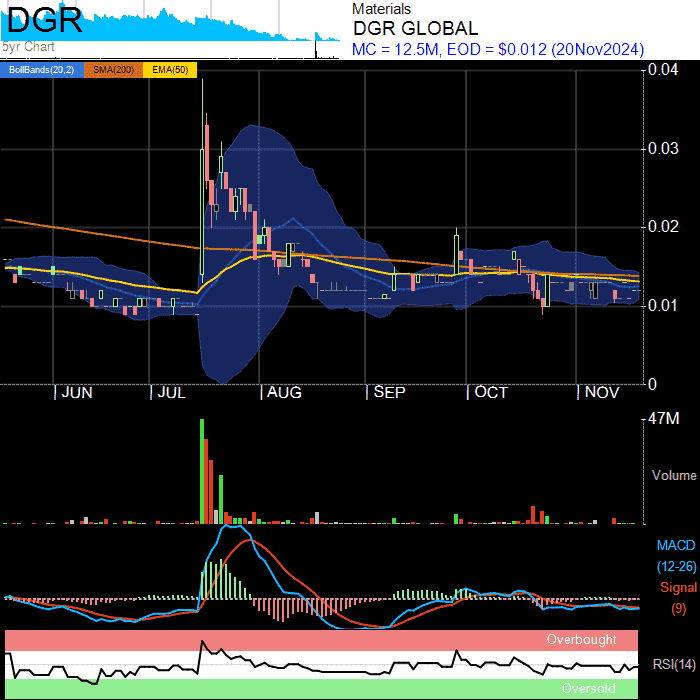 DGR
5yr Chart
Materials
DGR GLOBAL
MC = 12.5M, EOD = $0.012 (20Nov2024)
BollBands(20,2) SMA(200) EMA(50)
0.04
0.03
0.02
0.01
0
JUN JUL AUG SEP OCT NOV
47M
Volume
MACD
(12-26)
Signal
(9)
Overbought
RSI(14)
Oversold